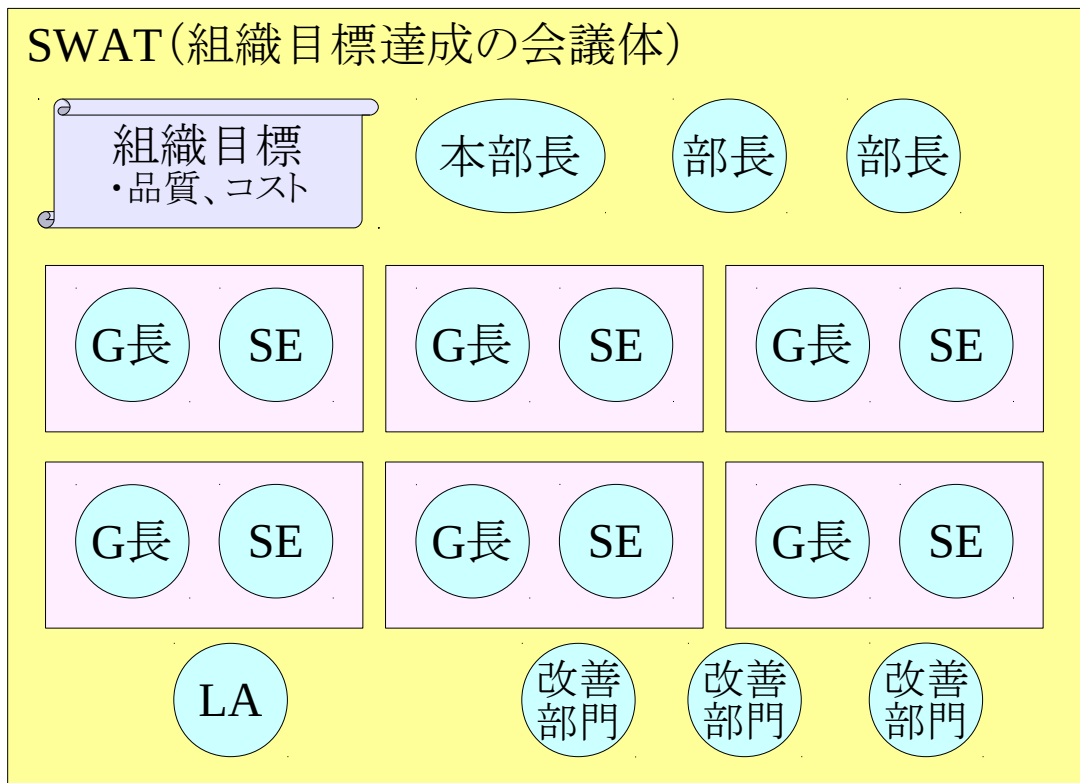 SWAT(組織目標達成の会議体)
組織目標
・品質、コスト
本部長
部長
部長
G長
SE
G長
SE
G長
SE
G長
SE
G長
SE
G長
SE
LA
改善
部門
改善
部門
改善
部門